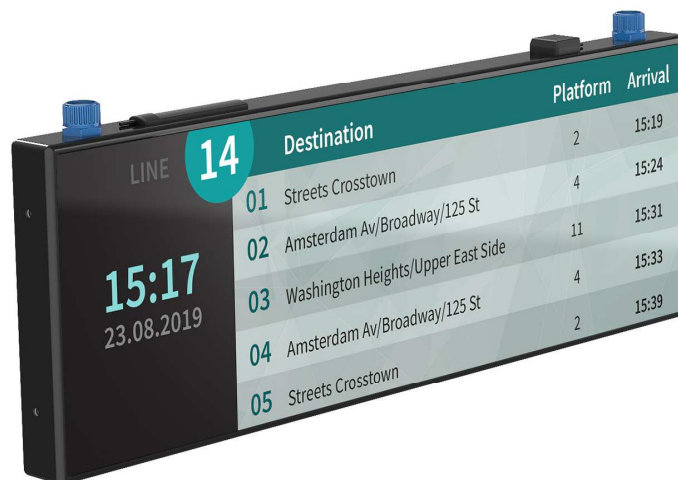 LINE 14
15:17
23.08.2019
Destination Platform Arrival
01 Streets Crosstown 2 15:19
02 Amsterdam Av/Broadway/125 St 4 15:24
03 Washington Heights/Upper East Side 11 15:31
04 Amsterdam Av/Broadway/125 St 4 15:33
05 Streets Crosstown 2 15:39